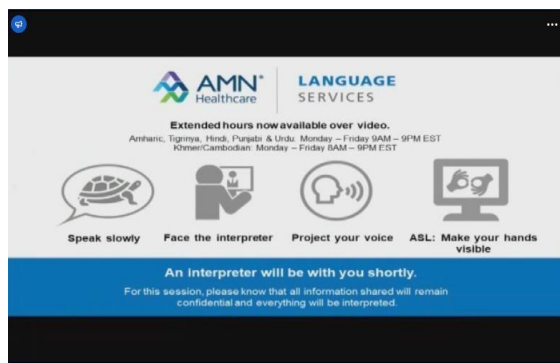 AMN
Healthcare
LANGUAGE
SERVICES
Extended hours now available over video.
Amharic, Tigrinya, Hindi, Punjabi & Urdu: Monday – Friday 9AM – 9PM EST
Khmer/Cambodian: Monday – Friday 8AM – 9PM EST
Speak slowly
Face the interpreter
Project your voice
ASL: Make your hands
visible
An interpreter will be with you shortly.
For this session, please know that all information shared will remain
confidential and everything will be interpreted.